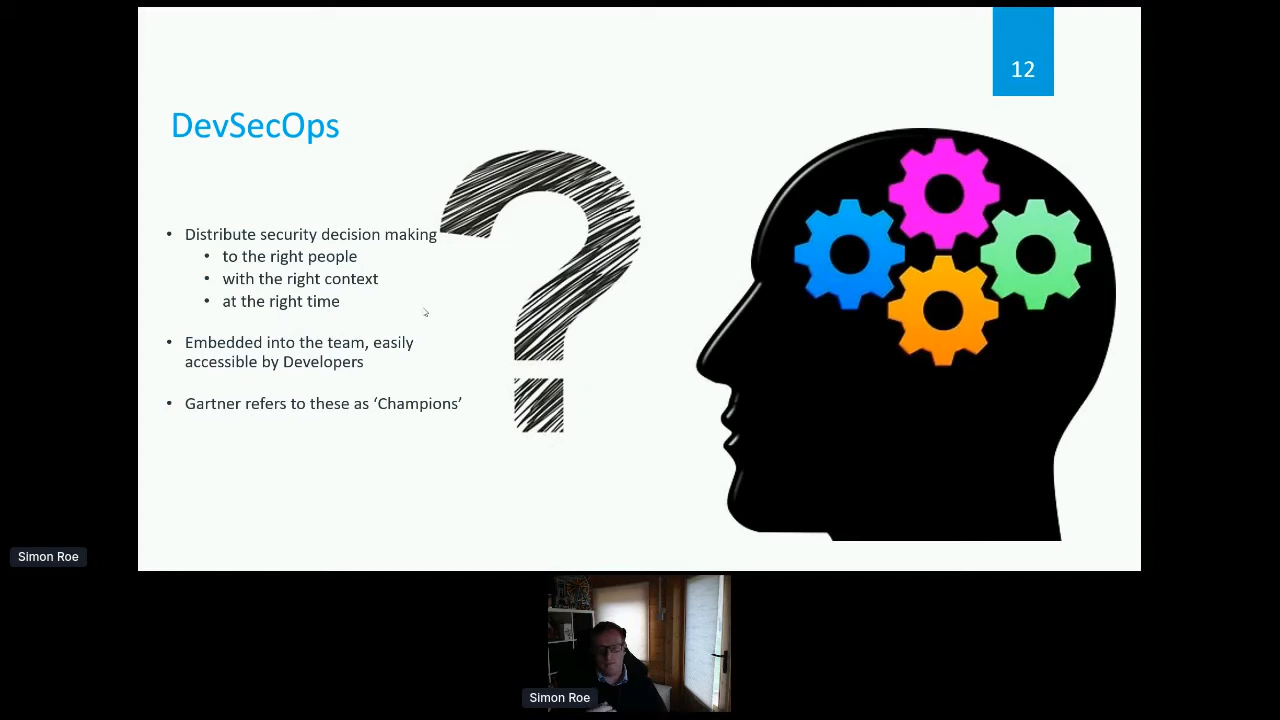 12
DevSecOps
• Distribute security decision making
• to the right people
• with the right context
• at the right time
• Embedded into the team, easily
accessible by Developers
• Gartner refers to these as ‘Champions’
Simon Roe
Simon Roe